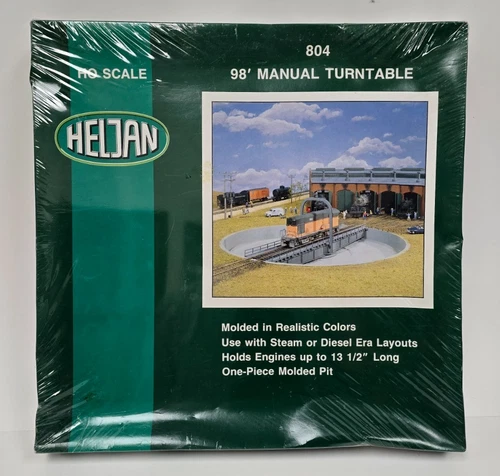 804
HO SCALE
98' MANUAL TURNTABLE
HELJAN
Molded in Realistic Colors
Use with Steam or Diesel Era Layouts
Holds Engines up to 13 1/2" Long
One-Piece Molded Pit